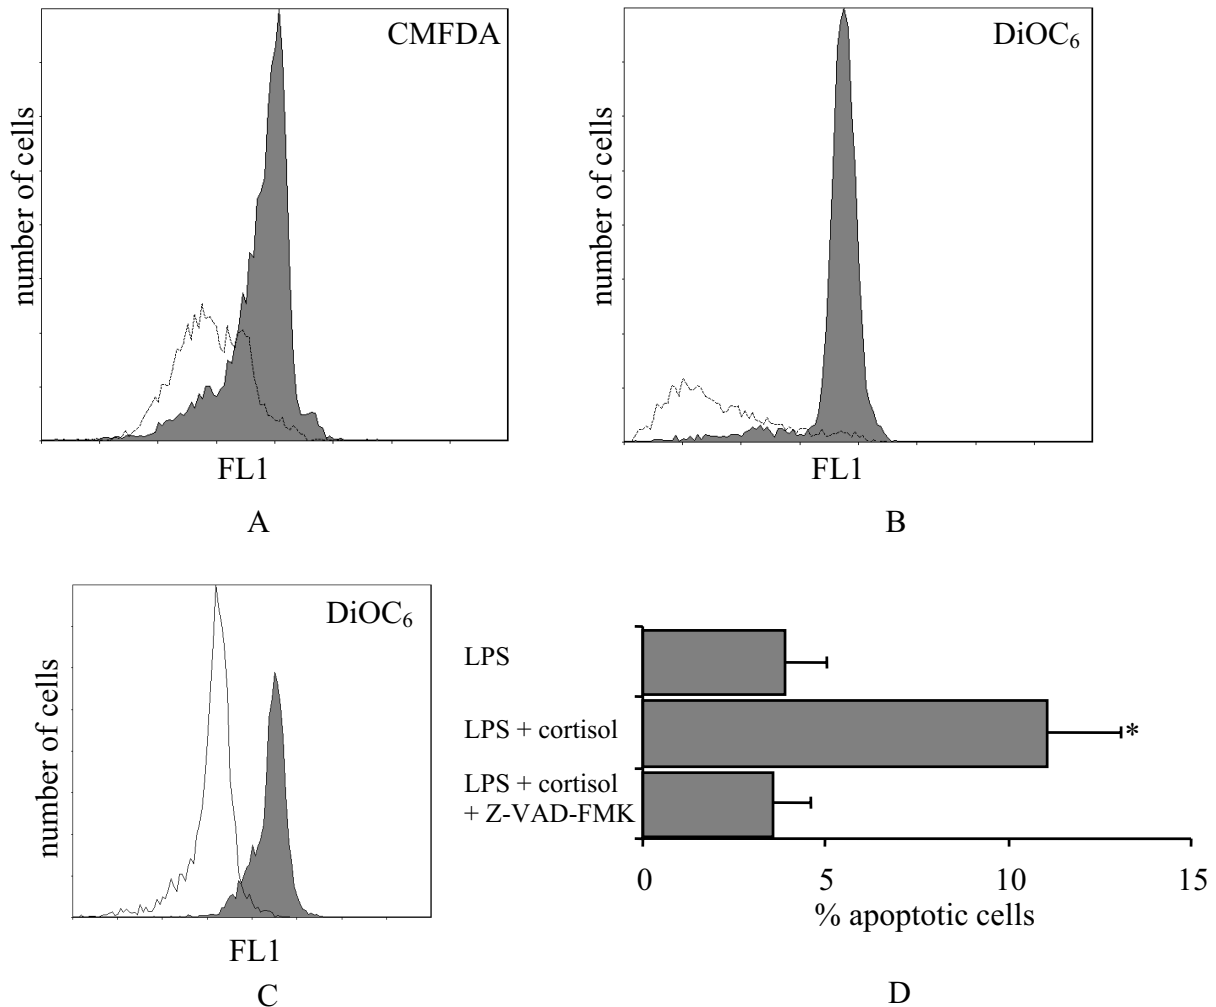 CMFDA
number of cells
FL1
A
DiOC₆
number of cells
FL1
B
DiOC₆
number of cells
FL1
C
LPS
LPS + cortisol
*
LPS + cortisol
+ Z-VAD-FMK
0 5 10 15
% apoptotic cells
D